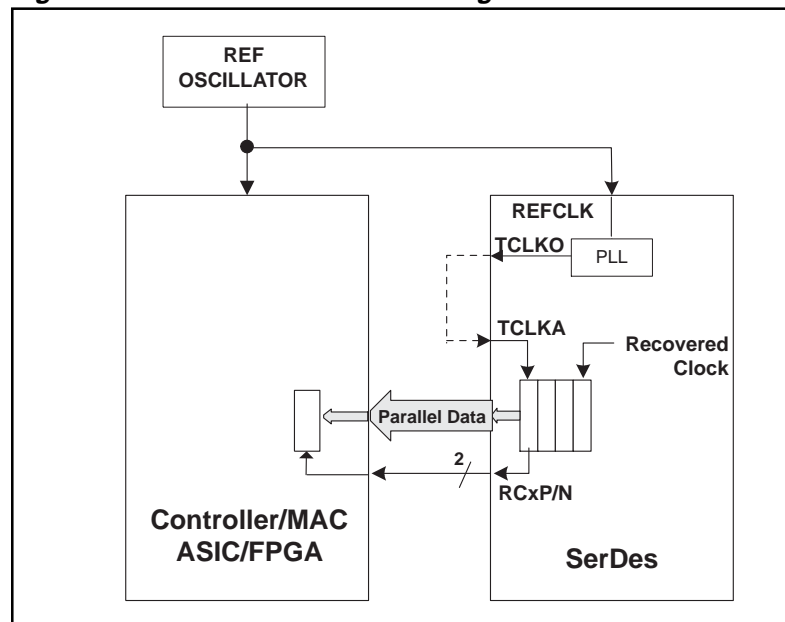 REF
OSCILLATOR
REFCLK
TCLKO
PLL
TCLKA
Recovered
Clock
Parallel Data
2
RCxP/N
Controller/MAC
ASIC/FPGA
SerDes